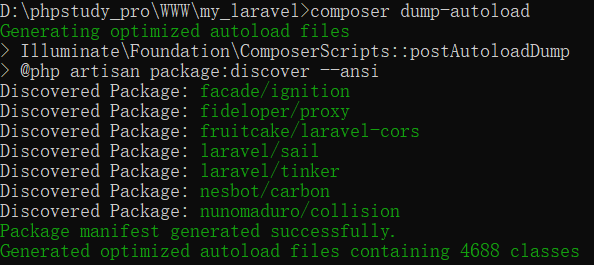 D:\phpstudy_pro\WWW\my_laravel>composer dump-autoload
Generating optimized autoload files
> Illuminate\Foundation\ComposerScripts::postAutoloadDump
> @php artisan package:discover --ansi
Discovered Package: facade/ignition
Discovered Package: fideloper/proxy
Discovered Package: fruitcake/laravel-cors
Discovered Package: laravel/sail
Discovered Package: laravel/tinker
Discovered Package: nesbot/carbon
Discovered Package: nunomaduro/collision
Package manifest generated successfully.
Generated optimized autoload files containing 4688 classes